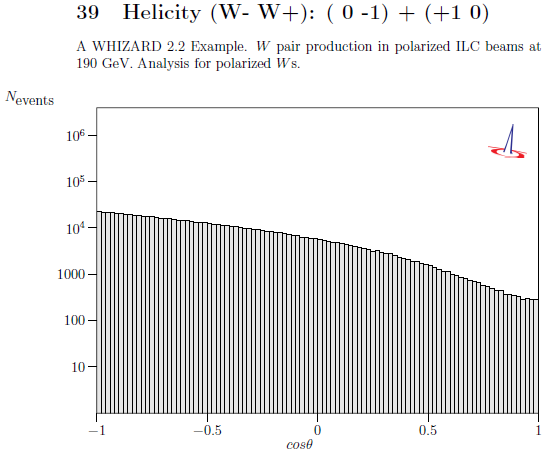 39 Helicity (W- W+): ( 0 -1) + (+1 0)
A WHIZARD 2.2 Example. W pair production in polarized ILC beams at
190 GeV. Analysis for polarized Ws.
Nevents
10⁶
10⁵
10⁴
1000
100
10
−1 −0.5 0 0.5 1
cosθ